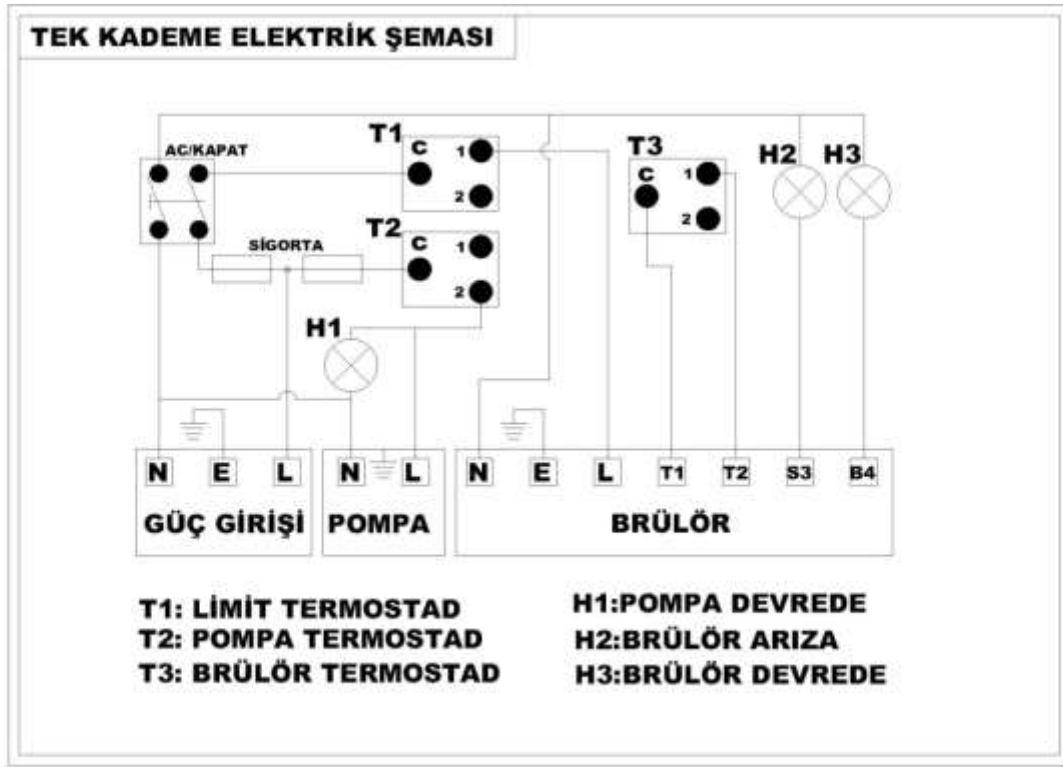 TEK KADEME ELEKTRİK ŞEMASI
AC/KAPAT
T1
C 1
2
T3
C 1
2
H2 H3
SİGORTA
T2
C 1
2
H1
N E L
N L
N E L T1 T2 S3 B4
GÜÇ GİRİŞİ
POMPA
BRÜLÖR
T1: LİMİT TERMOSTAD
T2: POMPA TERMOSTAD
T3: BRÜLÖR TERMOSTAD
H1:POMPA DEVREDE
H2:BRÜLÖR ARIZA
H3:BRÜLÖR DEVREDE